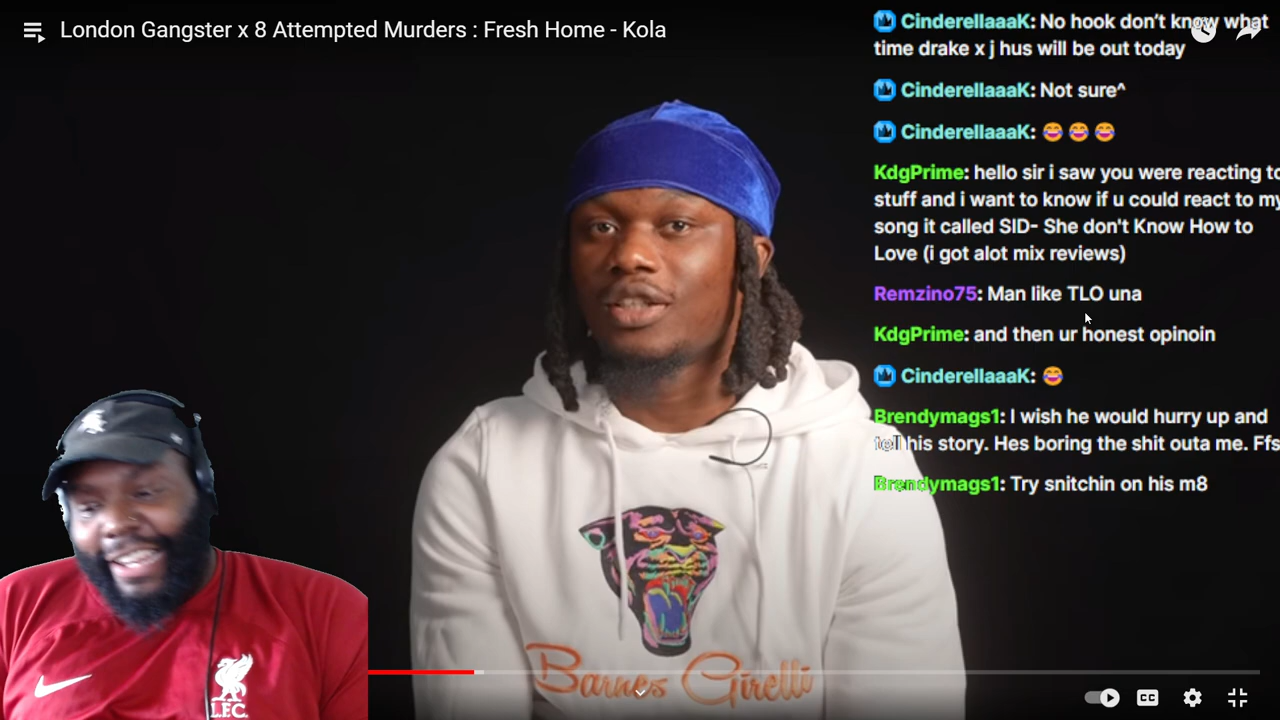 London Gangster x 8 Attempted Murders : Fresh Home - Kola
CinderellaaaK: No hook don't know what
time drake x j hus will be out today
CinderellaaaK: Not sure^
CinderellaaaK: 😂 😂 😂
KdgPrime: hello sir i saw you were reacting to
stuff and i want to know if u could react to my
song it called SID- She don't Know How to
Love (i got alot mix reviews)
Remzino75: Man like TLO una
KdgPrime: and then ur honest opinoin
CinderellaaaK: 😂
Brendymags1: I wish he would hurry up and
tell his story. Hes boring the shit outa me. Ffs
Brendymags1: Try snitchin on his m8
Barnes Girelli
L.F.C.
CC